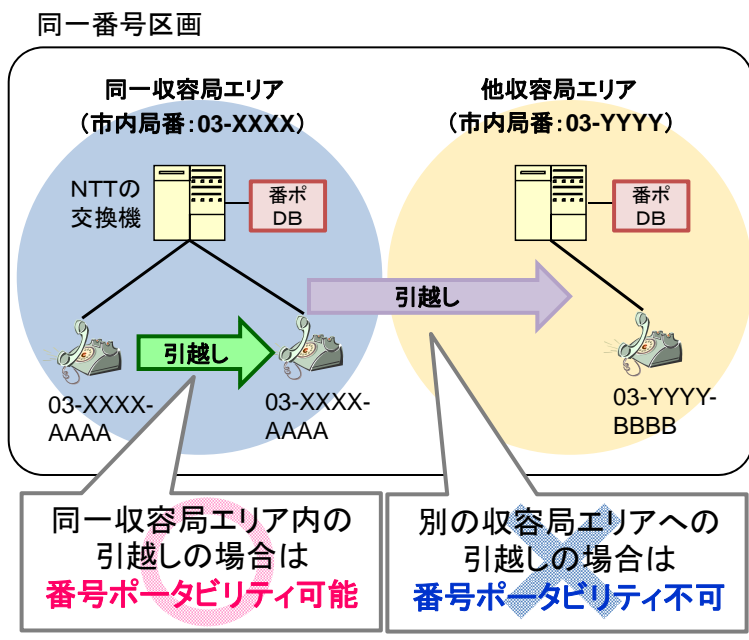 同一番号区画
同一収容局エリア
（市内局番：03-XXXX）
NTTの
交換機
番ポ
DB
引越し
03-XXXX-
AAAA
03-XXXX-
AAAA
他収容局エリア
（市内局番：03-YYYY）
番ポ
DB
引越し
03-YYYY-
BBBB
同一収容局エリア内の
引越しの場合は
番号ポータビリティ可能
別の収容局エリアへの
引越しの場合は
番号ポータビリティ不可